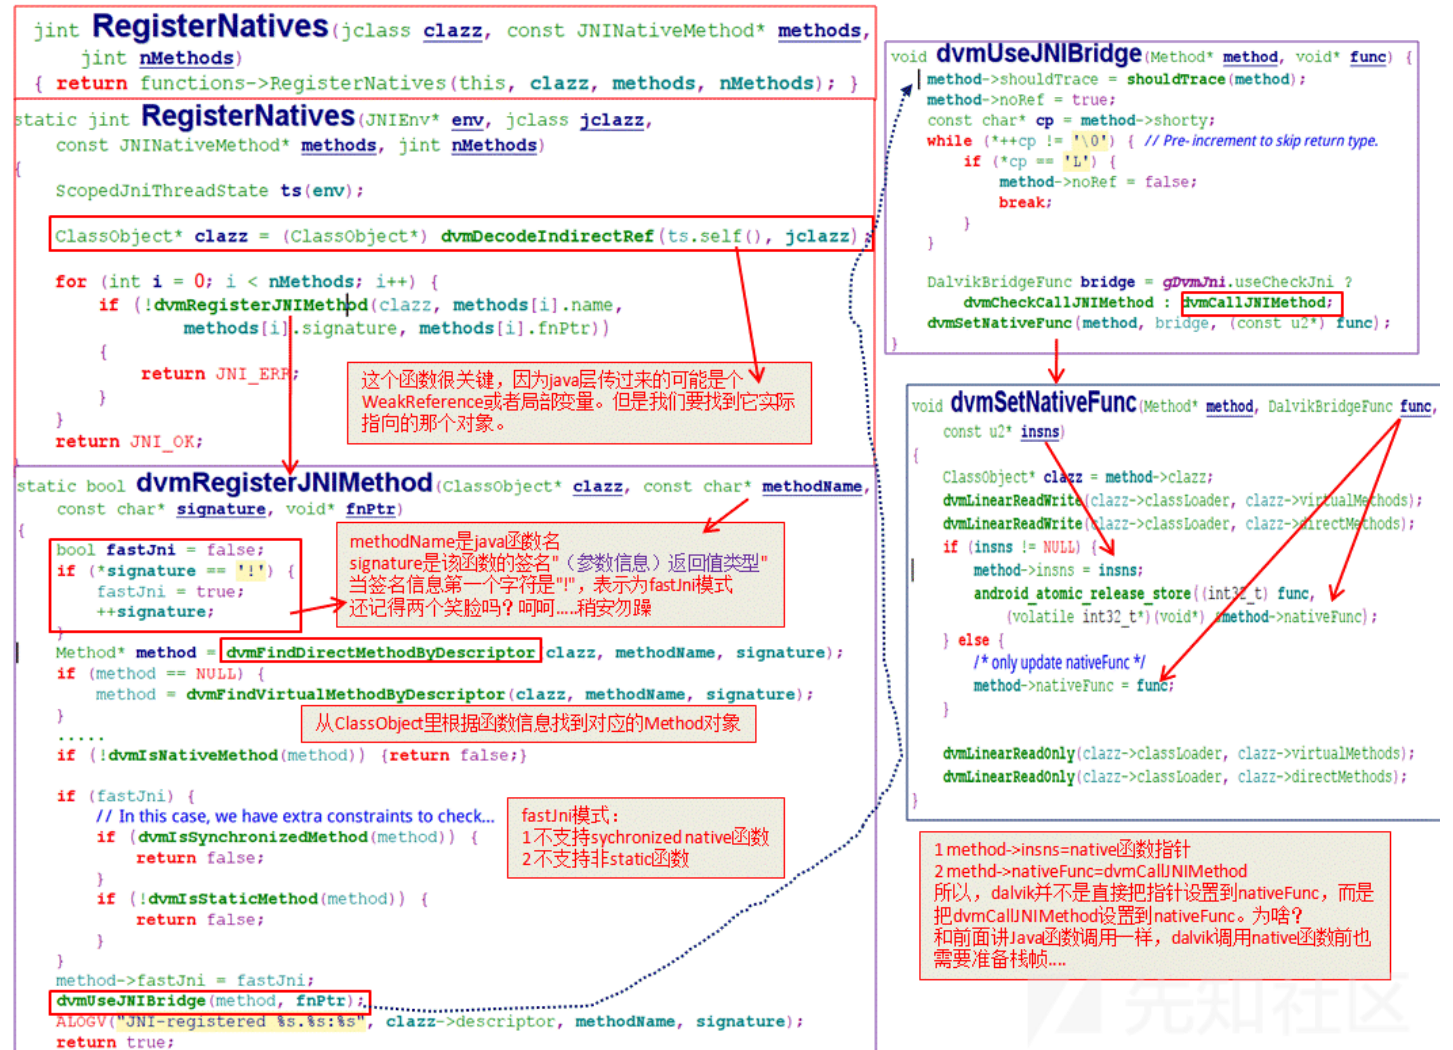 jint RegisterNatives(jclass clazz, const JNINativeMethod* methods,
jint nMethods)
{ return functions->RegisterNatives(this, clazz, methods, nMethods); }
static jint RegisterNatives(JNIEnv* env, jclass jclazz,
const JNINativeMethod* methods, jint nMethods)
{
ScopedJniThreadState ts(env);
ClassObject* clazz = (ClassObject*) dvmDecodeIndirectRef(ts.self(), jclazz)
for (int i = 0; i < nMethods; i++) {
if (!dvmRegisterJNIMethod(clazz, methods[i].name,
methods[i].signature, methods[i].fnPtr))
{
return JNI_ERR;
}
}
return JNI_OK;
}
这个函数很关键，因为java层传过来的可能是个
WeakReference或者局部变量。但是我们要找到它实际
指向的那个对象。
static bool dvmRegisterJNIMethod(ClassObject* clazz, const char* methodName,
const char* signature, void* fnPtr)
{
bool fastJni = false;
if (*signature == '!') {
fastJni = true;
++signature;
}
methodName是java函数名
signature是该函数的签名"（参数信息）返回值类型"
当签名信息第一个字符是"!"，表示为fastJni模式
还记得两个笑脸吗？呵呵.....稍安勿躁
Method* method = dvmFindDirectMethodByDescriptor(clazz, methodName, signature);
if (method == NULL) {
method = dvmFindVirtualMethodByDescriptor(clazz, methodName, signature);
}
从ClassObject里根据函数信息找到对应的Method对象
.....
if (!dvmIsNativeMethod(method)) {return false;}
if (fastJni) {
// In this case, we have extra constraints to check...
if (dvmIsSynchronizedMethod(method)) {
return false;
}
if (!dvmIsStaticMethod(method)) {
return false;
}
}
fastJni模式：
1 不支持sychronized native函数
2 不支持非static函数
method->fastJni = fastJni;
dvmUseJNIBridge(method, fnPtr);
ALOGV("JNI-registered %s.%s:%s", clazz->descriptor, methodName, signature);
return true;
void dvmUseJNIBridge(Method* method, void* func) {
method->shouldTrace = shouldTrace(method);
method->noRef = true;
const char* cp = method->shorty;
while (*++cp != '\0') { // Pre-increment to skip return type.
if (*cp == 'L') {
method->noRef = false;
break;
}
}
DalvikBridgeFunc bridge = gDvmJni.useCheckJni ?
dvmCheckCallJNIMethod : dvmCallJNIMethod;
dvmSetNativeFunc(method, bridge, (const u2*) func);
}
void dvmSetNativeFunc(Method* method, DalvikBridgeFunc func,
const u2* insns)
{
ClassObject* clazz = method->clazz;
dvmLinearReadWrite(clazz->classLoader, clazz->virtualMethods);
dvmLinearReadWrite(clazz->classLoader, clazz->directMethods);
if (insns != NULL) {
method->insns = insns;
android_atomic_release_store((int32_t) func,
(volatile int32_t*)(void*) &method->nativeFunc);
} else {
/* only update nativeFunc */
method->nativeFunc = func;
}
dvmLinearReadOnly(clazz->classLoader, clazz->virtualMethods);
dvmLinearReadOnly(clazz->classLoader, clazz->directMethods);
}
1 method->insns=native函数指针
2 methd->nativeFunc=dvmCallJNIMethod
所以，dalvik并不是直接把指针设置到nativeFunc，而是
把dvmCallJNIMethod设置到nativeFunc。为啥？
和前面讲Java函数调用一样，dalvik调用native函数前也
需要准备栈帧....
先知社区